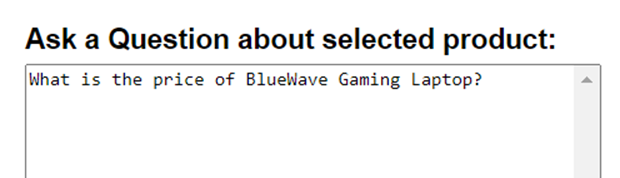 Ask a Question about selected product:
What is the price of BlueWave Gaming Laptop?